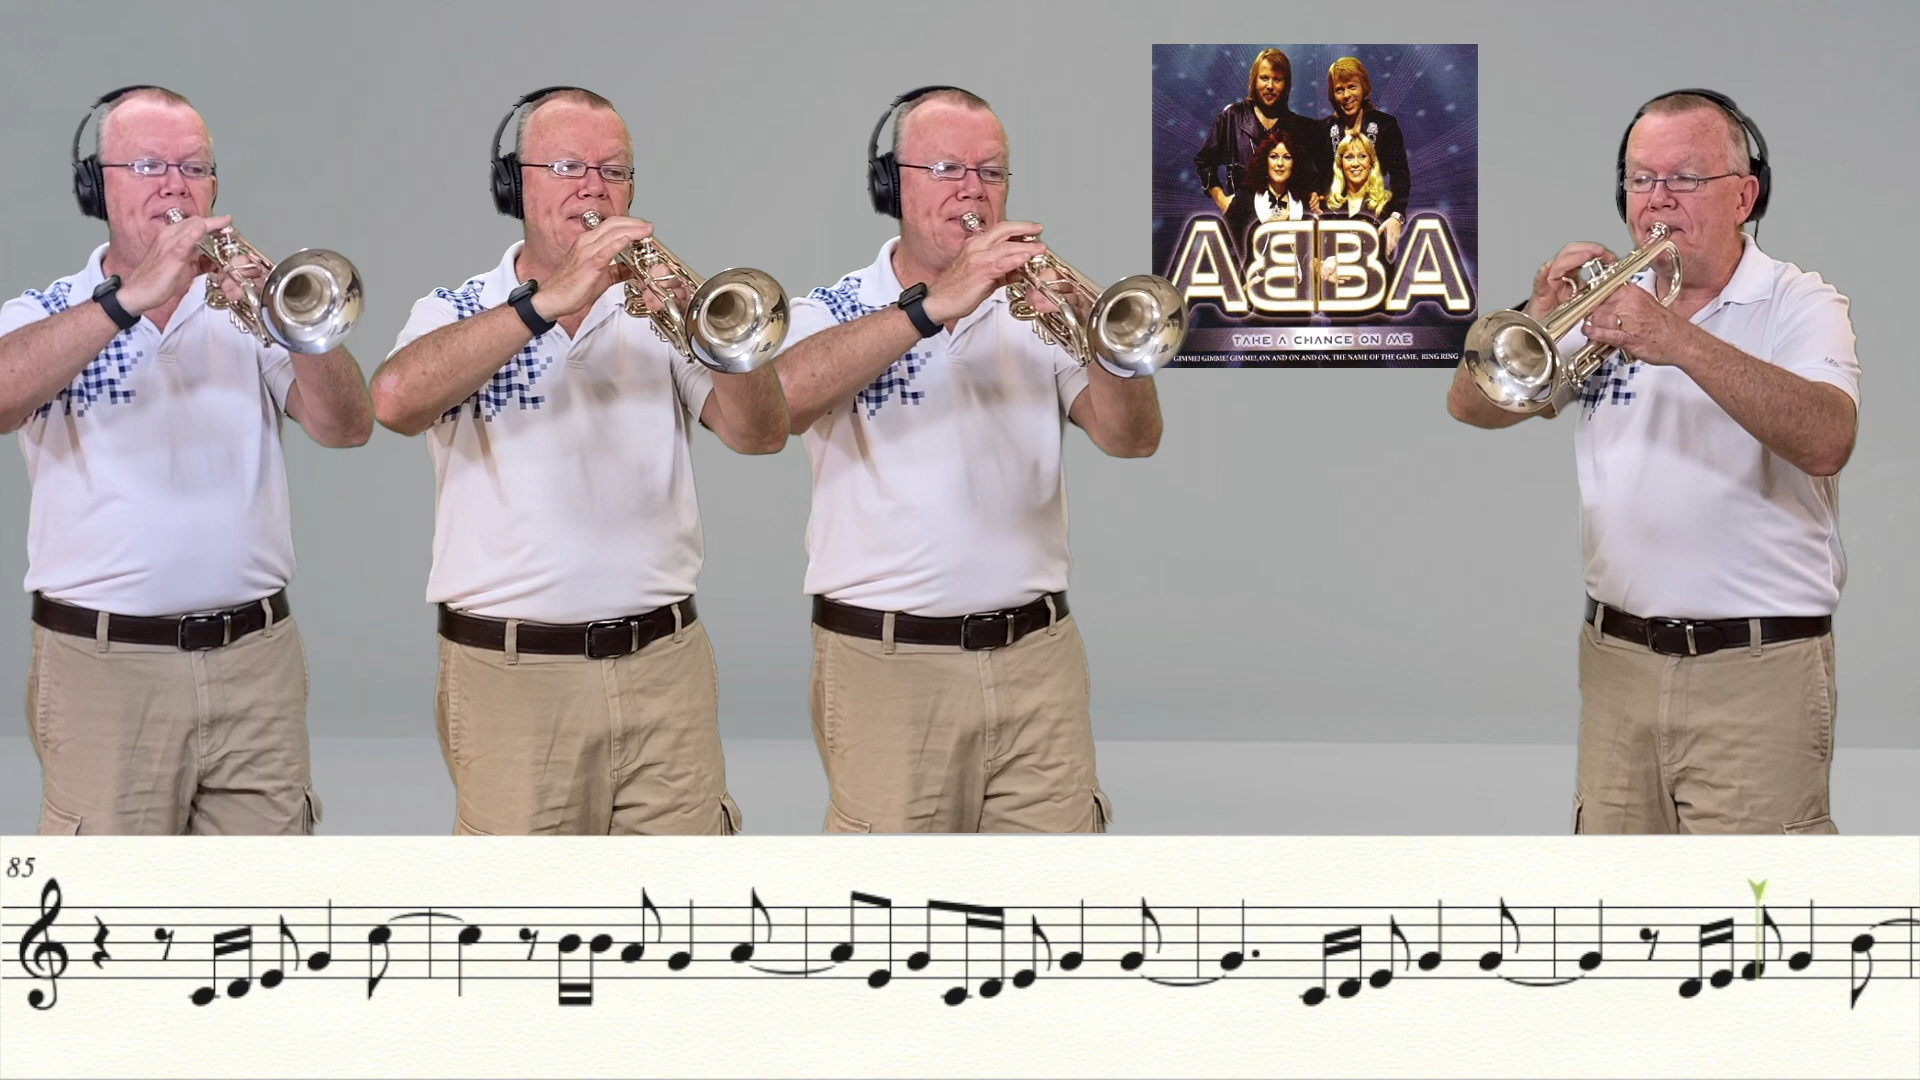 ABBA
TAKE A CHANCE ON ME
GIMME! GIMME! GIMME!, ON AND ON AND ON, THE NAME OF THE GAME, RING RING
85